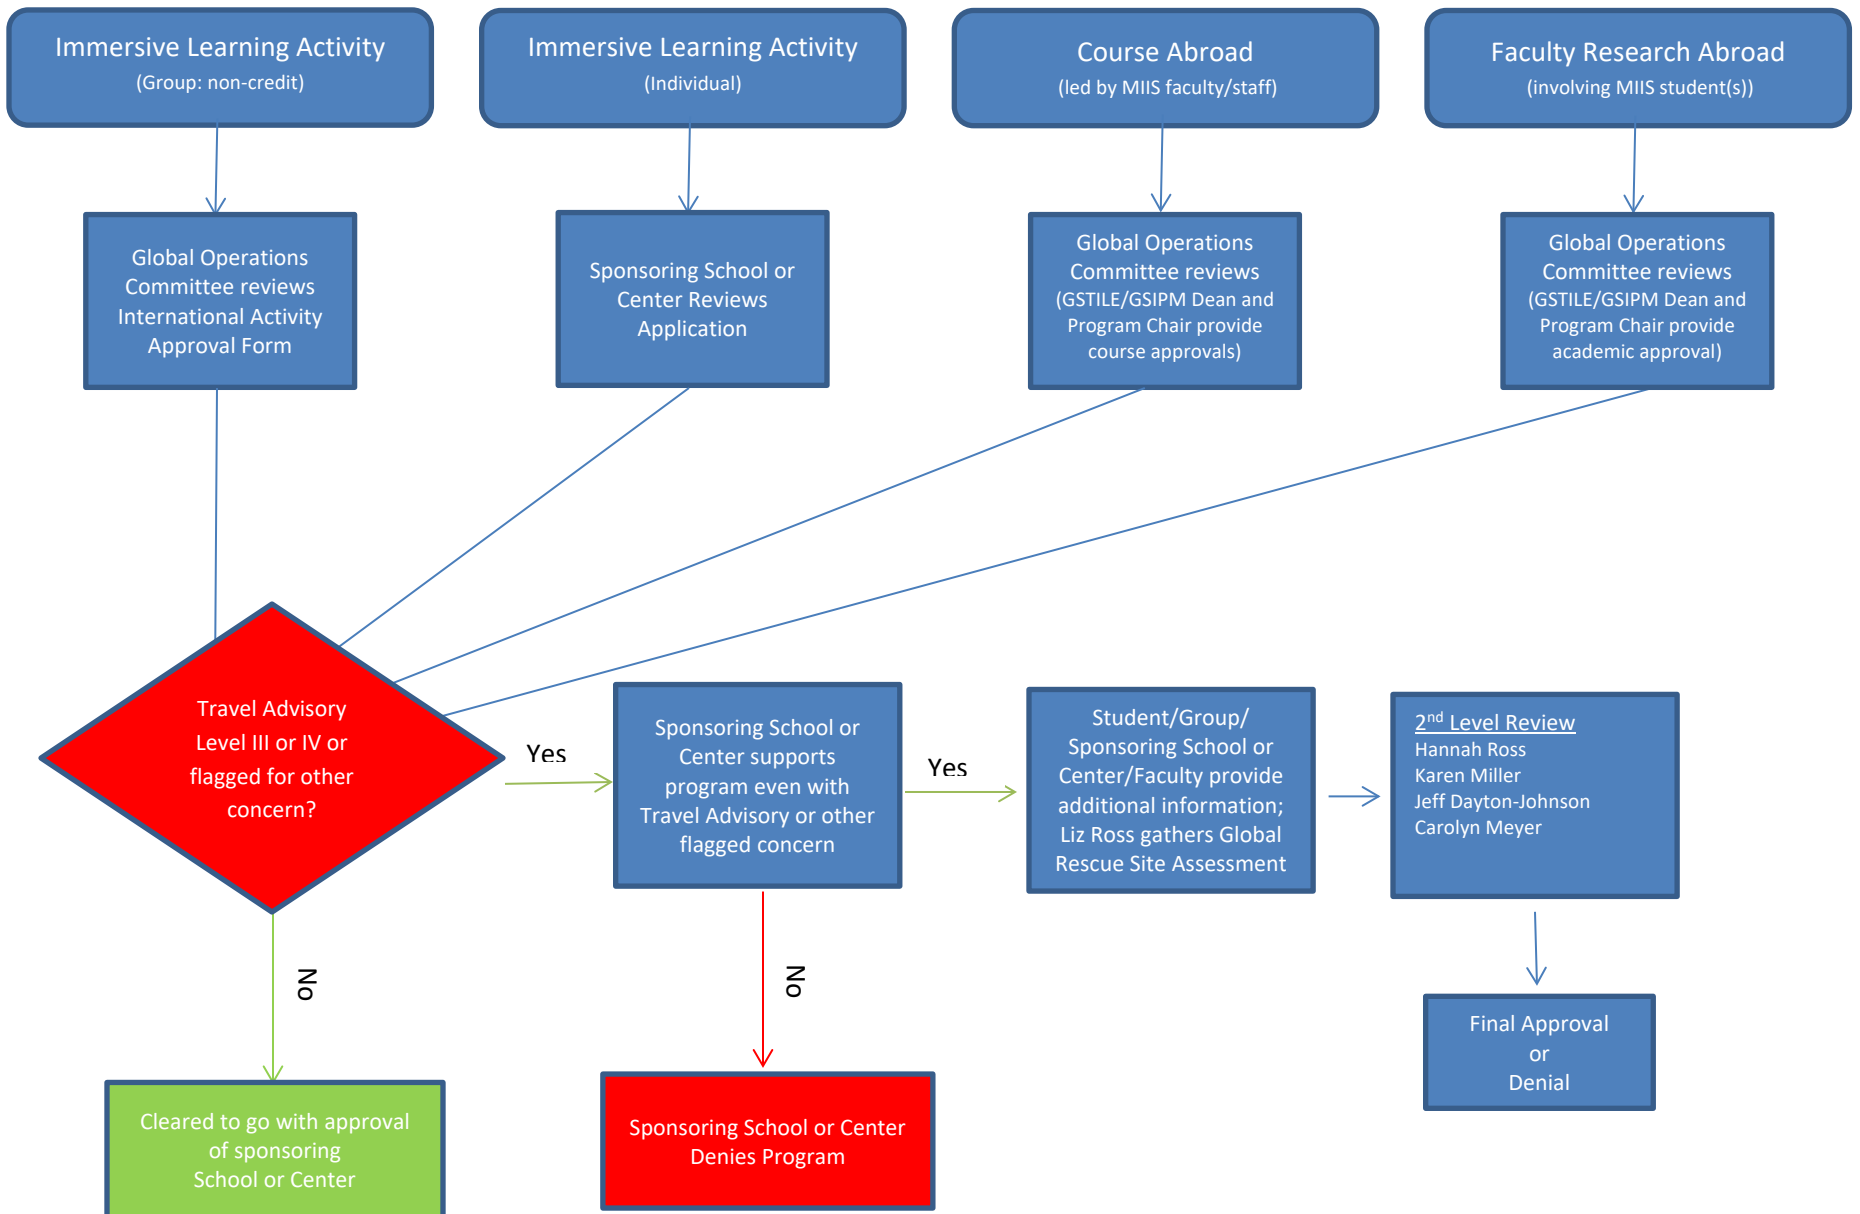 Immersive Learning Activity
(Group: non-credit)
Immersive Learning Activity
(Individual)
Course Abroad
(led by MIIS faculty/staff)
Faculty Research Abroad
(involving MIIS student(s))
Global Operations
Committee reviews
International Activity
Approval Form
Sponsoring School or
Center Reviews
Application
Global Operations
Committee reviews
(GSTILE/GSIPM Dean and
Program Chair provide
course approvals)
Global Operations
Committee reviews
(GSTILE/GSIPM Dean and
Program Chair provide
academic approval)
Travel Advisory
Level III or IV or
flagged for other
concern?
Yes
Sponsoring School or
Center supports
program even with
Travel Advisory or other
flagged concern
Yes
Student/Group/
Sponsoring School or
Center/Faculty provide
additional information;
Liz Ross gathers Global
Rescue Site Assessment
2nd Level Review
Hannah Ross
Karen Miller
Jeff Dayton-Johnson
Carolyn Meyer
No
No
Final Approval
or
Denial
Cleared to go with approval
of sponsoring
School or Center
Sponsoring School or Center
Denies Program